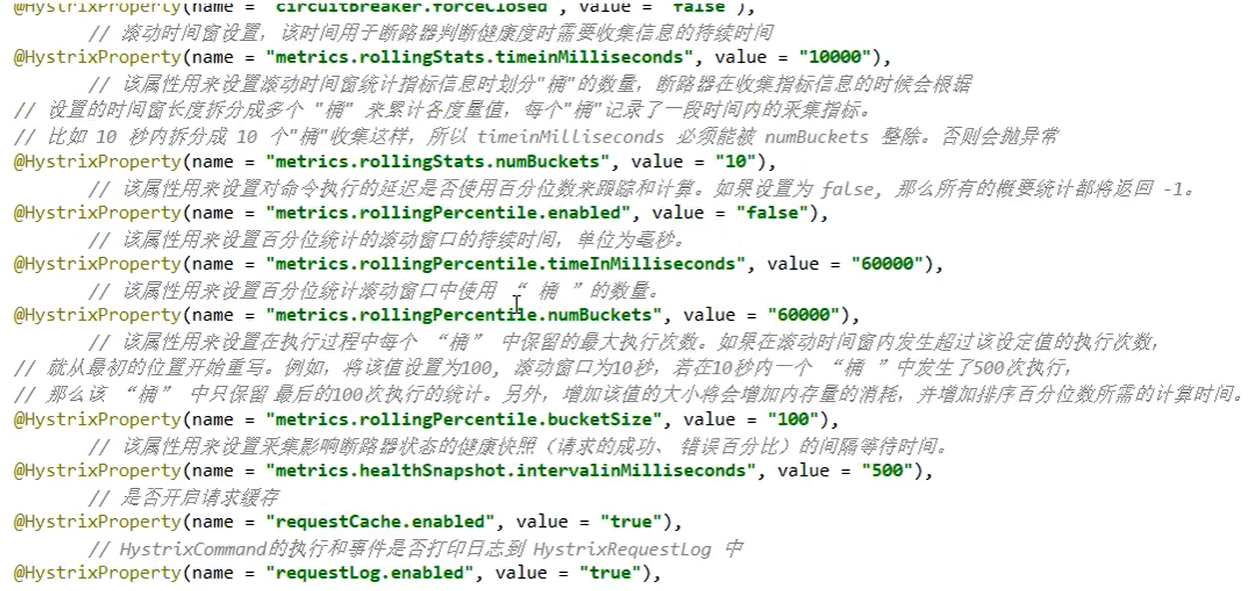 @HystrixProperty(name = "circuitBreaker.forceClosed", value = "false"),
// 滚动时间窗设置，该时间用于断路器判断健康度时需要收集信息的持续时间
@HystrixProperty(name = "metrics.rollingStats.timeinMilliseconds", value = "10000"),
// 该属性用来设置滚动时间窗统计指标信息时划分"桶"的数量，断路器在收集指标信息的时候会根据
// 设置的时间窗长度拆分成多个 "桶" 来累计各度量值，每个"桶"记录了一段时间内的采集指标。
// 比如 10 秒内拆分成 10 个"桶"收集这样，所以 timeinMilliseconds 必须能被 numBuckets 整除。否则会抛异常
@HystrixProperty(name = "metrics.rollingStats.numBuckets", value = "10"),
// 该属性用来设置对命令执行的延迟是否使用百分位数来跟踪和计算。如果设置为 false, 那么所有的概要统计都将返回 -1。
@HystrixProperty(name = "metrics.rollingPercentile.enabled", value = "false"),
// 该属性用来设置百分位统计的滚动窗口的持续时间，单位为毫秒。
@HystrixProperty(name = "metrics.rollingPercentile.timeInMilliseconds", value = "60000"),
// 该属性用来设置百分位统计滚动窗口中使用 “ 桶 ”的数量。
@HystrixProperty(name = "metrics.rollingPercentile.numBuckets", value = "60000"),
// 该属性用来设置在执行过程中每个 “桶” 中保留的最大执行次数。如果在滚动时间窗内发生超过该设定值的执行次数，
// 就从最初的位置开始重写。例如，将该值设置为100, 滚动窗口为10秒，若在10秒内一个 “桶 ”中发生了500次执行，
// 那么该 “桶” 中只保留 最后的100次执行的统计。另外，增加该值的大小将会增加内存量的消耗，并增加排序百分位数所需的计算时间。
@HystrixProperty(name = "metrics.rollingPercentile.bucketSize", value = "100"),
// 该属性用来设置采集影响断路器状态的健康快照（请求的成功、 错误百分比）的间隔等待时间。
@HystrixProperty(name = "metrics.healthSnapshot.intervalinMilliseconds", value = "500"),
// 是否开启请求缓存
@HystrixProperty(name = "requestCache.enabled", value = "true"),
// HystrixCommand的执行和事件是否打印日志到 HystrixRequestLog 中
@HystrixProperty(name = "requestLog.enabled", value = "true"),